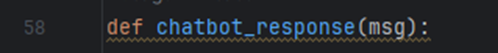 58 def chatbot_response(msg):